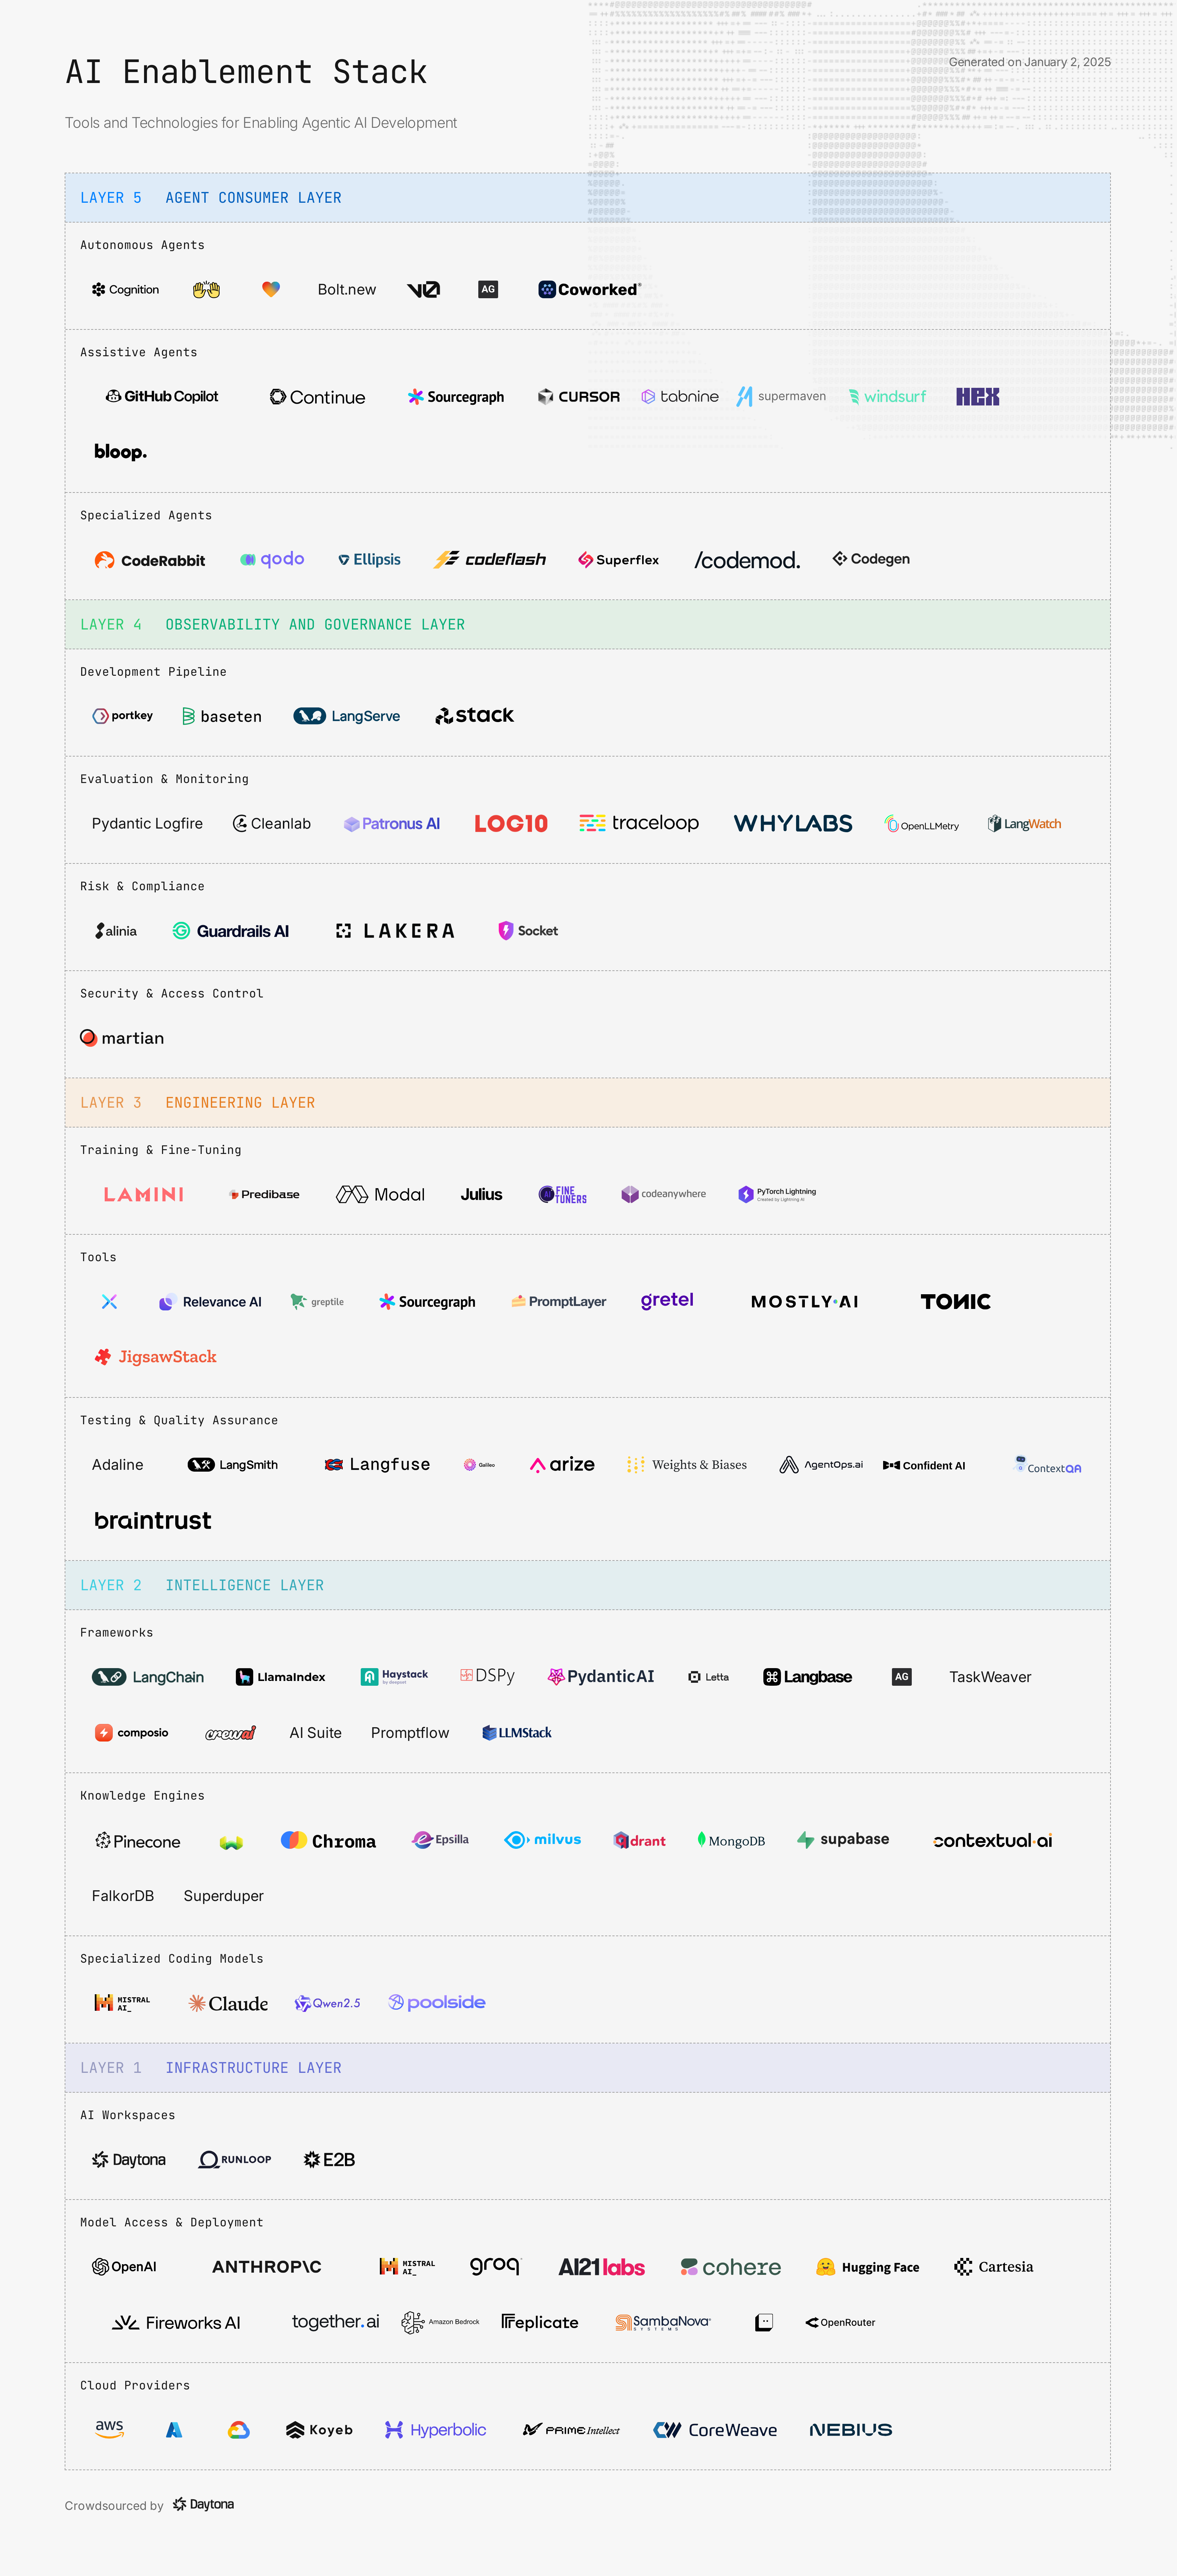 AI Enablement Stack
Generated on January 2, 2025
Tools and Technologies for Enabling Agentic AI Development
LAYER 5 AGENT CONSUMER LAYER
Autonomous Agents
Cognition Bolt.new v0 AG Coworked
Assistive Agents
GitHub Copilot Continue Sourcegraph CURSOR tabnine supermaven windsurf HEX
bloop.
Specialized Agents
CodeRabbit qodo Ellipsis codeflash Superflex /codemod. Codegen
LAYER 4 OBSERVABILITY AND GOVERNANCE LAYER
Development Pipeline
portkey baseten LangServe stack
Evaluation & Monitoring
Pydantic Logfire Cleanlab Patronus AI LOG10 traceloop WHYLABS OpenLLMetry LangWatch
Risk & Compliance
alinia Guardrails AI LAKERA Socket
Security & Access Control
martian
LAYER 3 ENGINEERING LAYER
Training & Fine-Tuning
LAMINI Predibase Modal Julius FINE TUNERS codeanywhere PyTorch Lightning
Created by Lightning AI
Tools
Relevance AI greptile Sourcegraph PromptLayer gretel MOSTLY·AI TONIC
JigsawStack
Testing & Quality Assurance
Adaline LangSmith Langfuse Galileo arize Weights & Biases AgentOps.ai Confident AI ContextQA
braintrust
LAYER 2 INTELLIGENCE LAYER
Frameworks
LangChain LlamaIndex Haystack by deepset DSPy PydanticAI Letta Langbase AG TaskWeaver
composio crewai AI Suite Promptflow LLMStack
Knowledge Engines
Pinecone Chroma Epsilla milvus drant MongoDB supabase contextual·ai
FalkorDB Superduper
Specialized Coding Models
MISTRAL AI_ Claude Qwen2.5 poolside
LAYER 1 INFRASTRUCTURE LAYER
AI Workspaces
Daytona RUNLOOP E2B
Model Access & Deployment
OpenAI ANTHROP\C MISTRAL AI_ groq AI21labs cohere Hugging Face Cartesia
Fireworks AI together.ai Amazon Bedrock Replicate SambaNova SYSTEMS OpenRouter
Cloud Providers
aws Koyeb Hyperbolic PRIME Intellect CoreWeave NEBIUS
Crowdsourced by Daytona